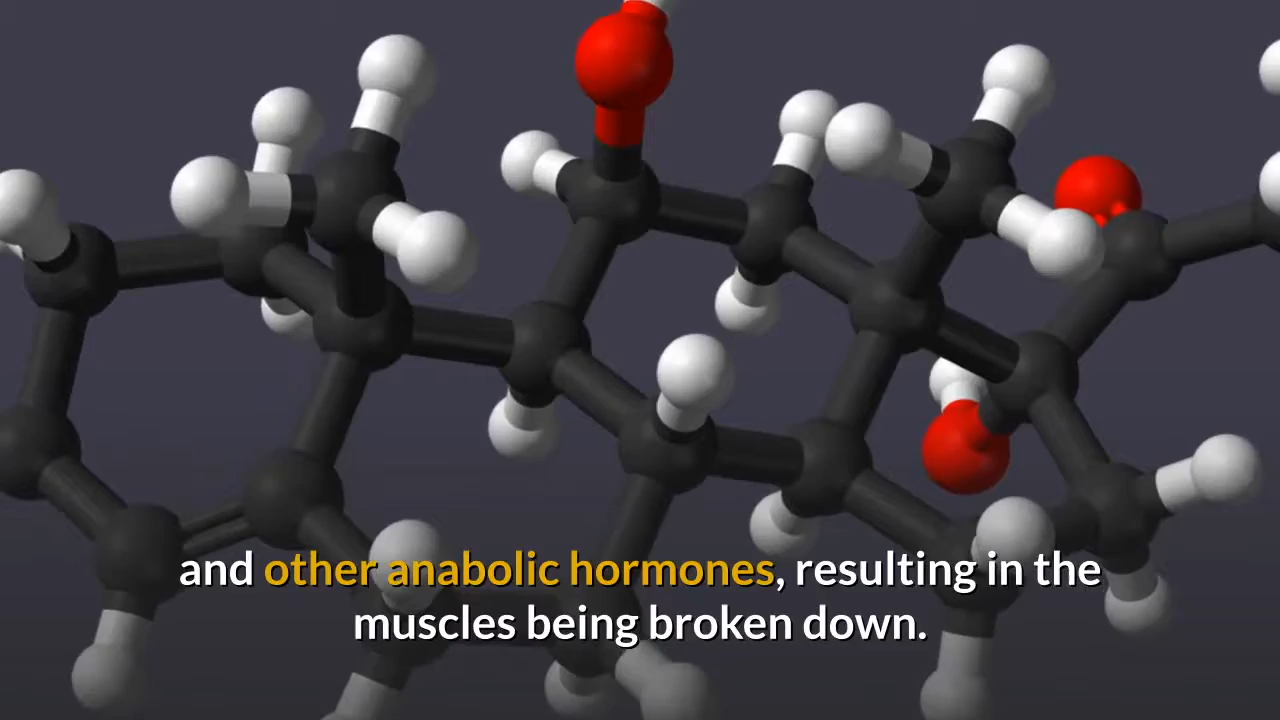 and other anabolic hormones, resulting in the
muscles being broken down.